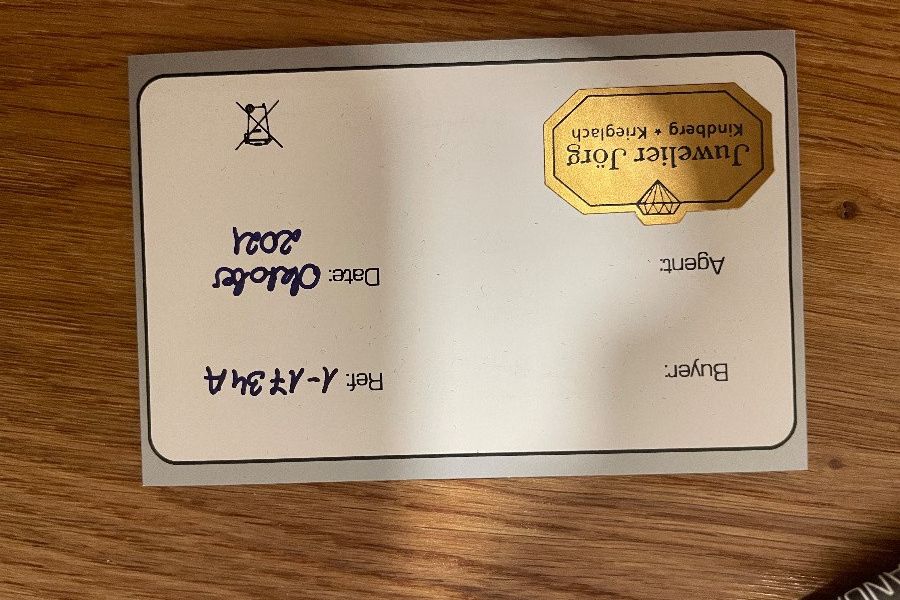 Buyer:
Ref: 1-1734A
Agent:
Date: Oktober
2021
Juwelier Jörg
Kindberg ★ Krieglach